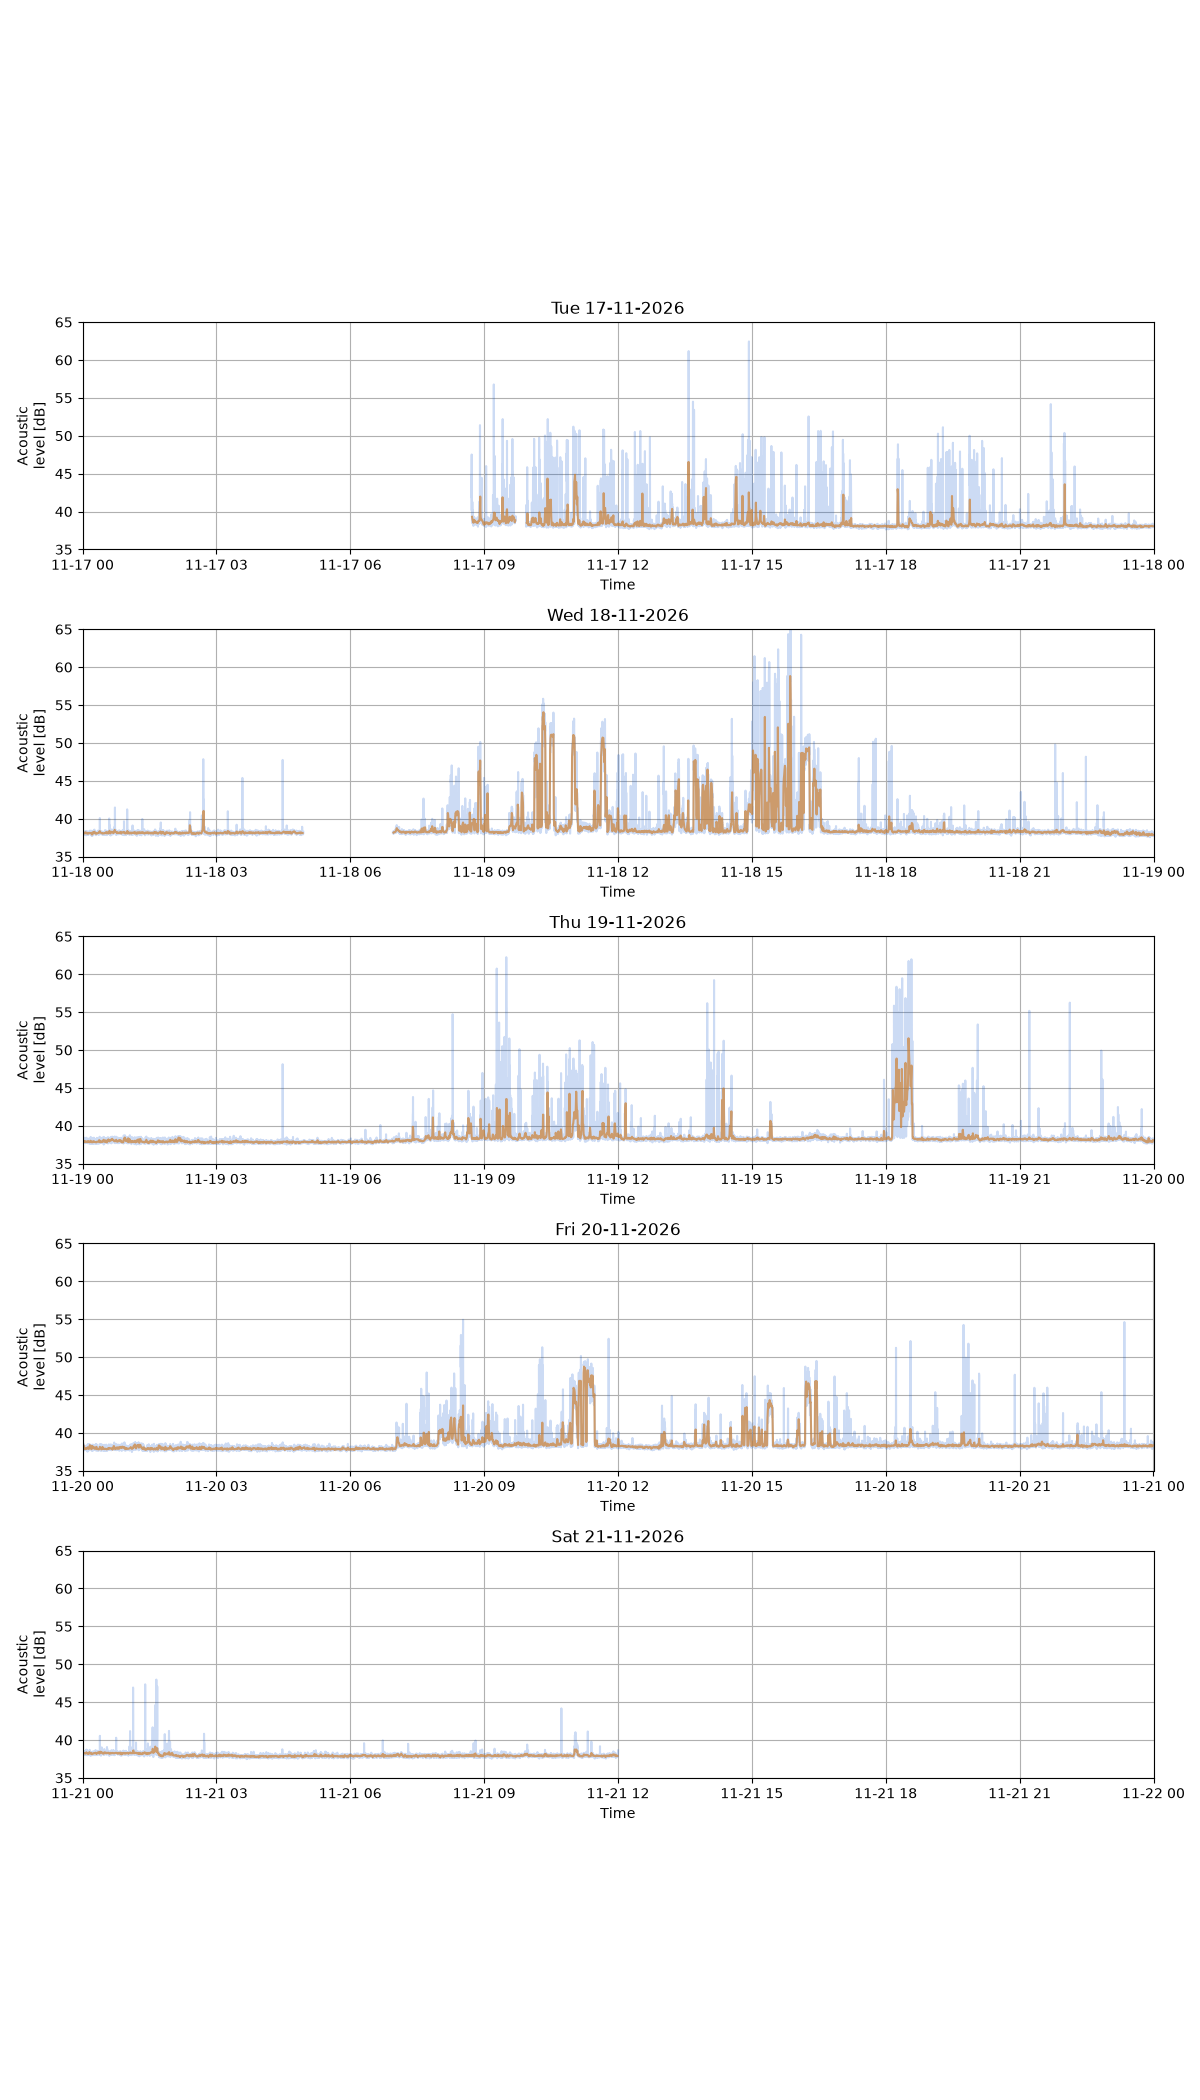 Tue 17-11-2026
65
60
55
50
45
40
35
Acoustic
level [dB]
11-17 00 11-17 03 11-17 06 11-17 09 11-17 12 11-17 15 11-17 18 11-17 21 11-18 00
Time
Wed 18-11-2026
65
60
55
50
45
40
35
Acoustic
level [dB]
11-18 00 11-18 03 11-18 06 11-18 09 11-18 12 11-18 15 11-18 18 11-18 21 11-19 00
Time
Thu 19-11-2026
65
60
55
50
45
40
35
Acoustic
level [dB]
11-19 00 11-19 03 11-19 06 11-19 09 11-19 12 11-19 15 11-19 18 11-19 21 11-20 00
Time
Fri 20-11-2026
65
60
55
50
45
40
35
Acoustic
level [dB]
11-20 00 11-20 03 11-20 06 11-20 09 11-20 12 11-20 15 11-20 18 11-20 21 11-21 00
Time
Sat 21-11-2026
65
60
55
50
45
40
35
Acoustic
level [dB]
11-21 00 11-21 03 11-21 06 11-21 09 11-21 12 11-21 15 11-21 18 11-21 21 11-22 00
Time